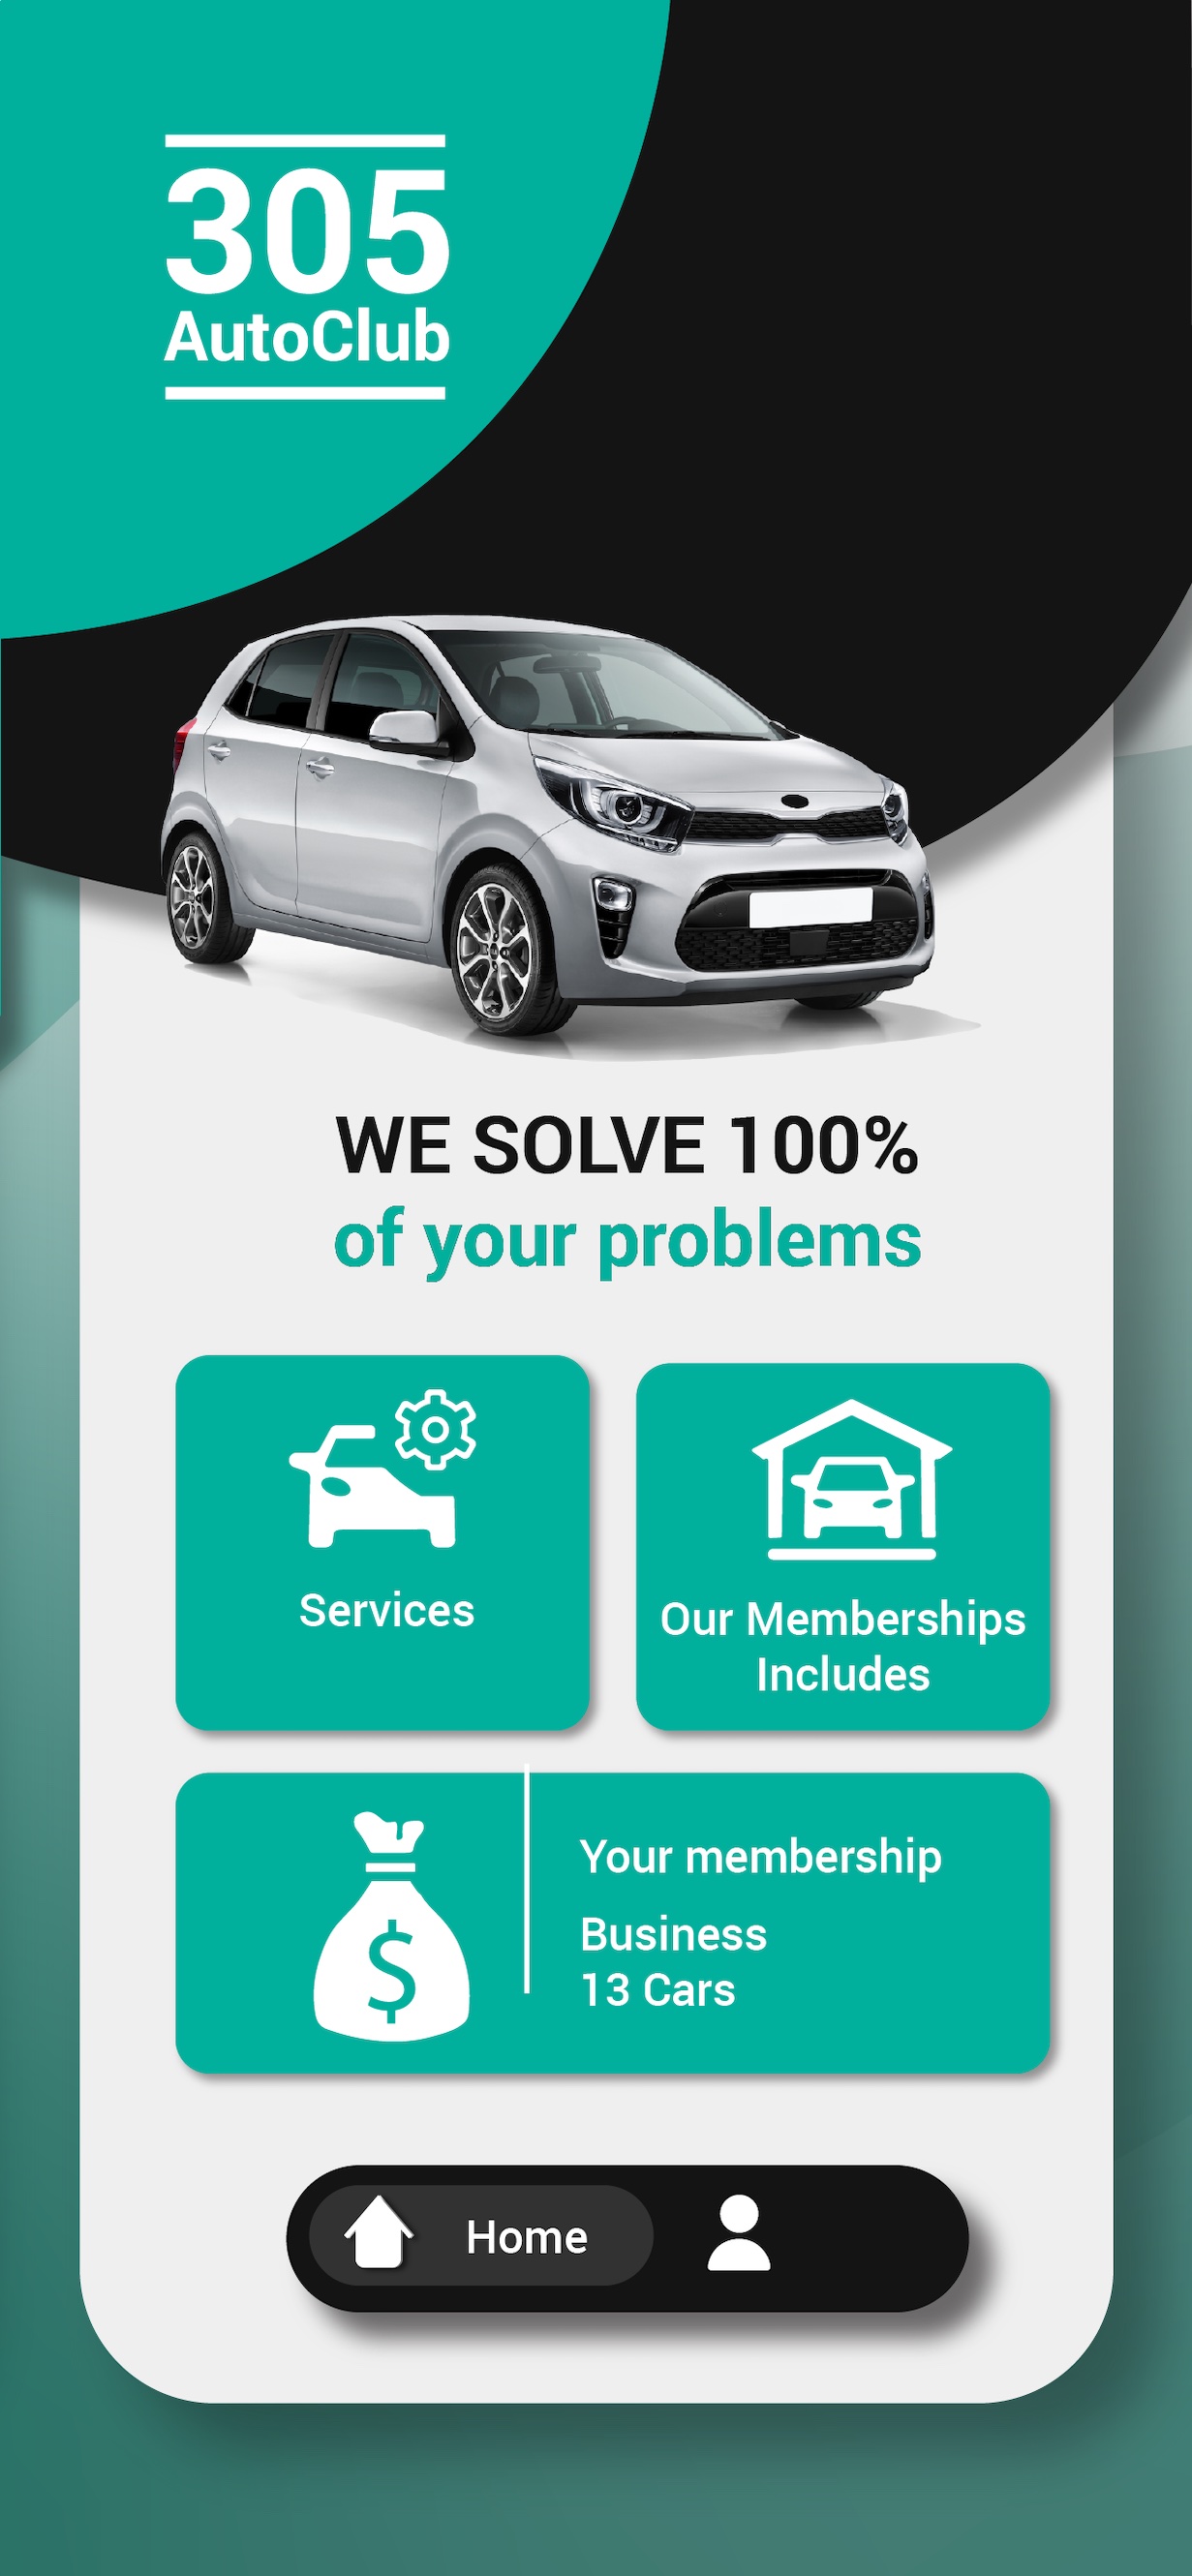 305
AutoClub
WE SOLVE 100%
of your problems
Services
Our Memberships
Includes
$
Your membership
Business
13 Cars
Home